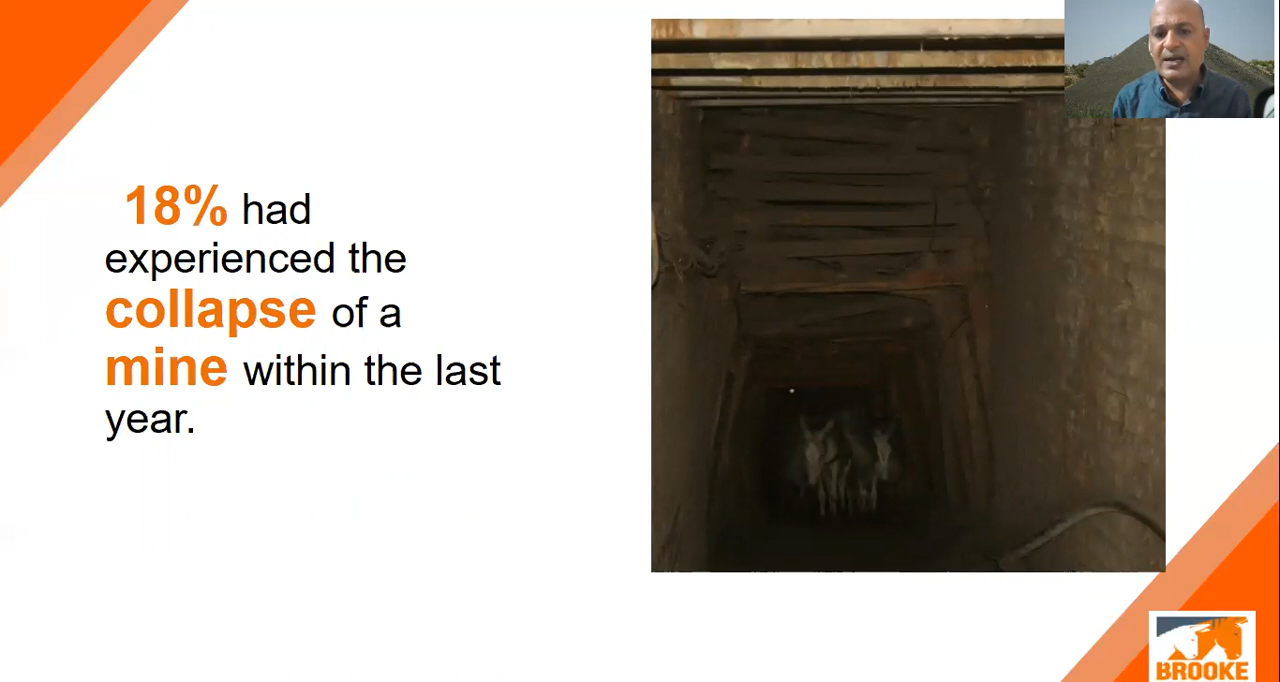 18% had
experienced the
collapse of a
mine within the last
year.
BROOKE